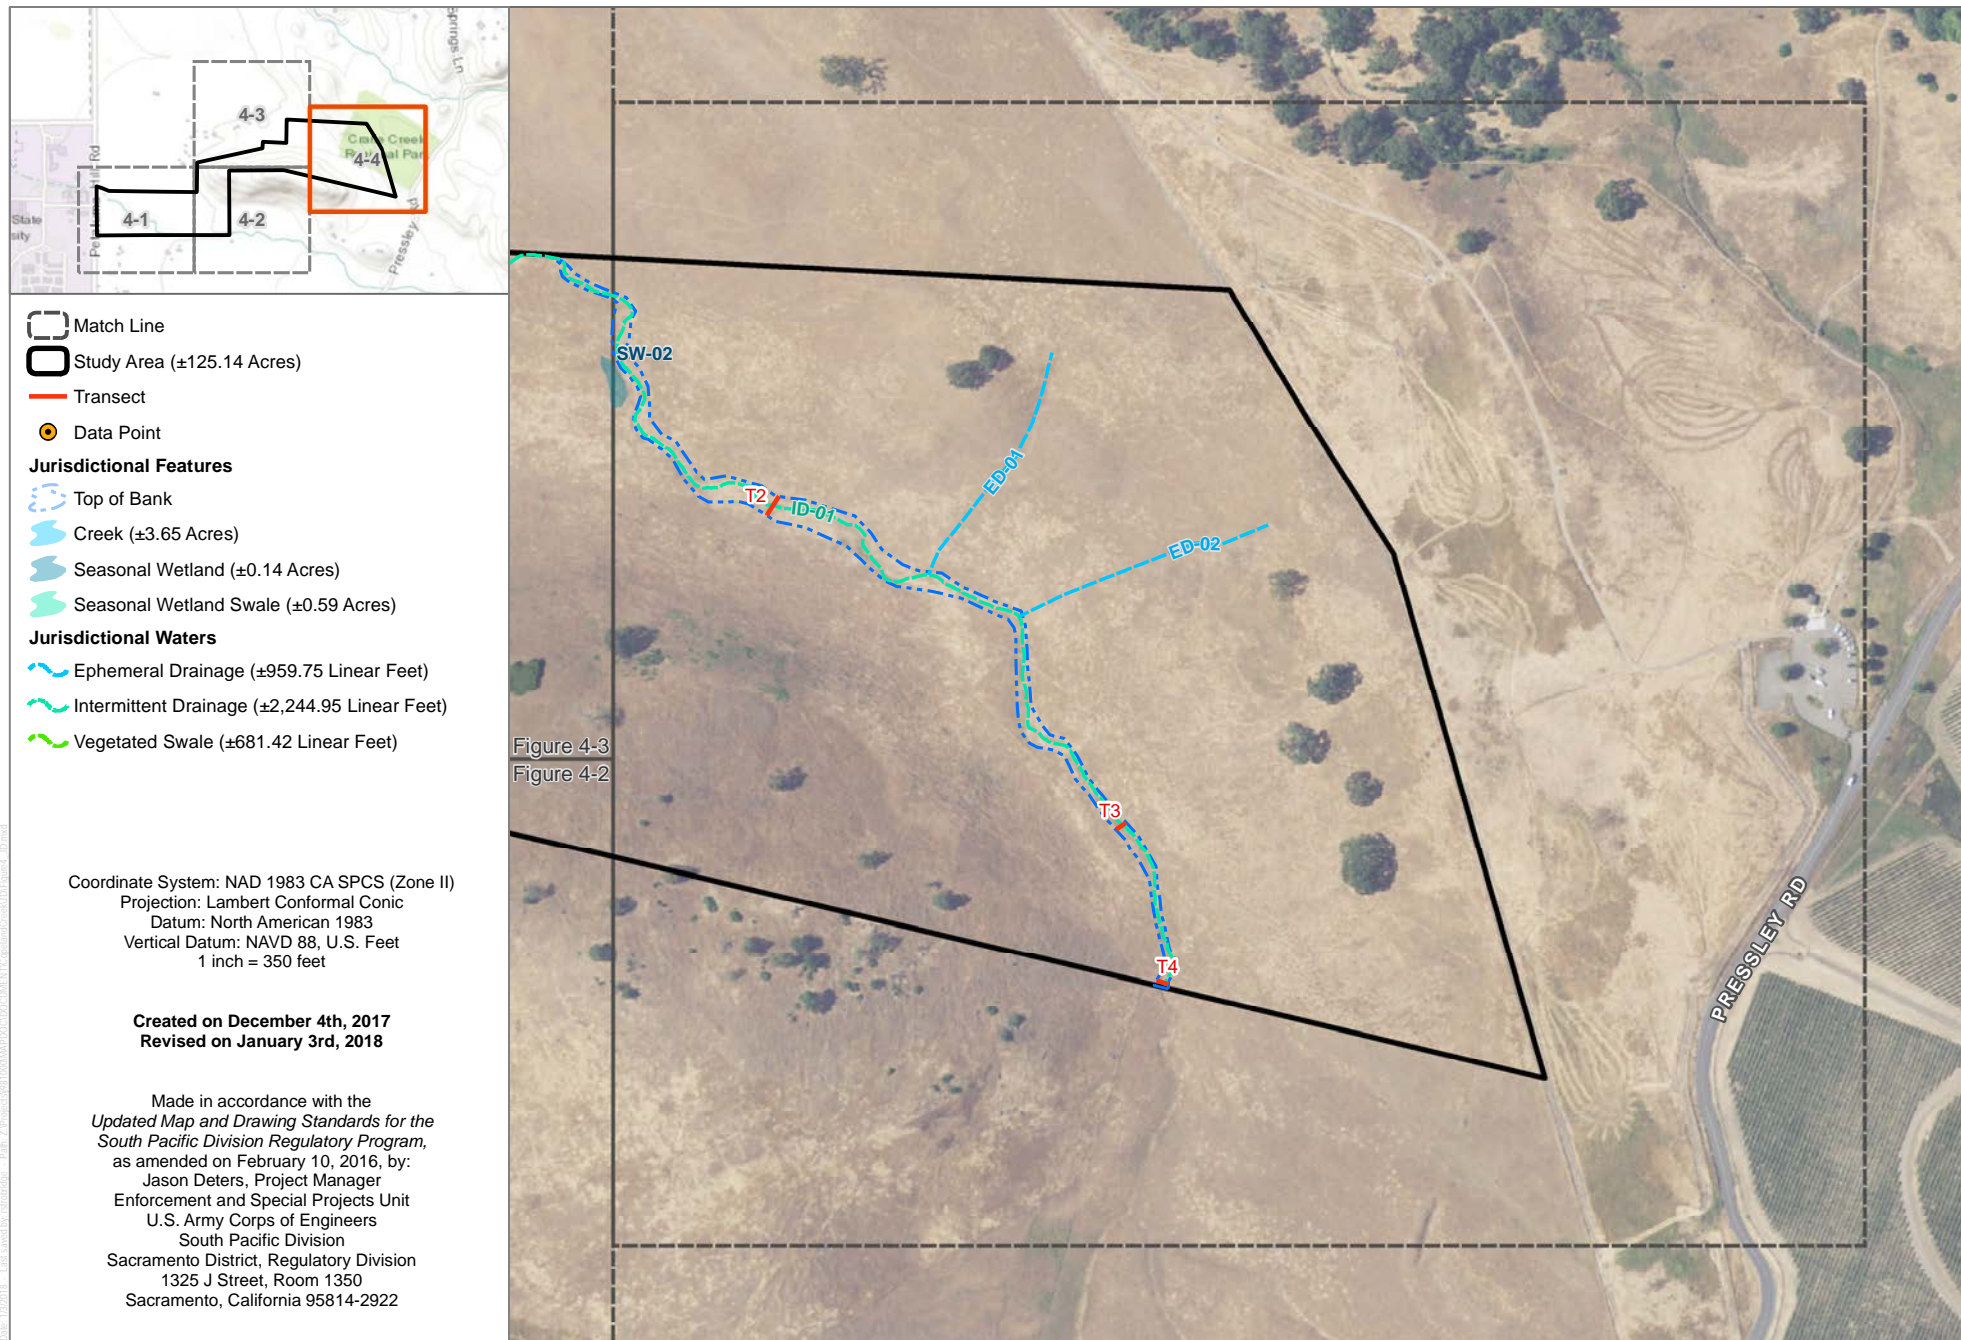 Springs Ln
4-3
Crane Creek
Regional Park
4-4
4-1
4-2
State
sity
Pressley
Match Line
Study Area (±125.14 Acres)
Transect
Data Point
Jurisdictional Features
Top of Bank
Creek (±3.65 Acres)
Seasonal Wetland (±0.14 Acres)
Seasonal Wetland Swale (±0.59 Acres)
Jurisdictional Waters
Ephemeral Drainage (±959.75 Linear Feet)
Intermittent Drainage (±2,244.95 Linear Feet)
Vegetated Swale (±681.42 Linear Feet)
Coordinate System: NAD 1983 CA SPCS (Zone II)
Projection: Lambert Conformal Conic
Datum: North American 1983
Vertical Datum: NAVD 88, U.S. Feet
1 inch = 350 feet
Created on December 4th, 2017
Revised on January 3rd, 2018
Made in accordance with the
Updated Map and Drawing Standards for the
South Pacific Division Regulatory Program,
as amended on February 10, 2016, by:
Jason Deters, Project Manager
Enforcement and Special Projects Unit
U.S. Army Corps of Engineers
South Pacific Division
Sacramento District, Regulatory Division
1325 J Street, Room 1350
Sacramento, California 95814-2922
SW-02
T2
ID-01
ED-01
ED-02
Figure 4-3
Figure 4-2
T3
T4
PRESSLEY RD